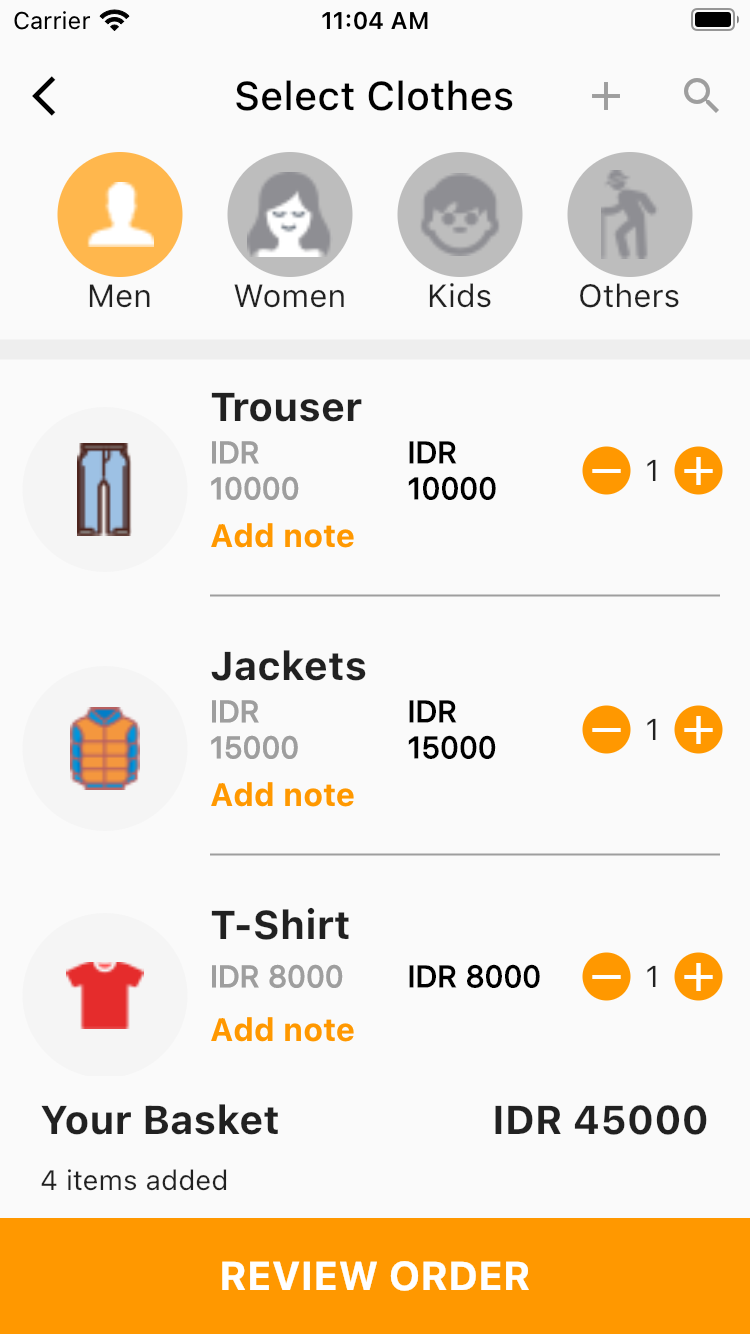 Carrier 11:04 AM
Select Clothes
Men Women Kids Others
Trouser
IDR 10000 IDR 10000 1
Add note
Jackets
IDR 15000 IDR 15000 1
Add note
T-Shirt
IDR 8000 IDR 8000 1
Add note
Your Basket IDR 45000
4 items added
REVIEW ORDER